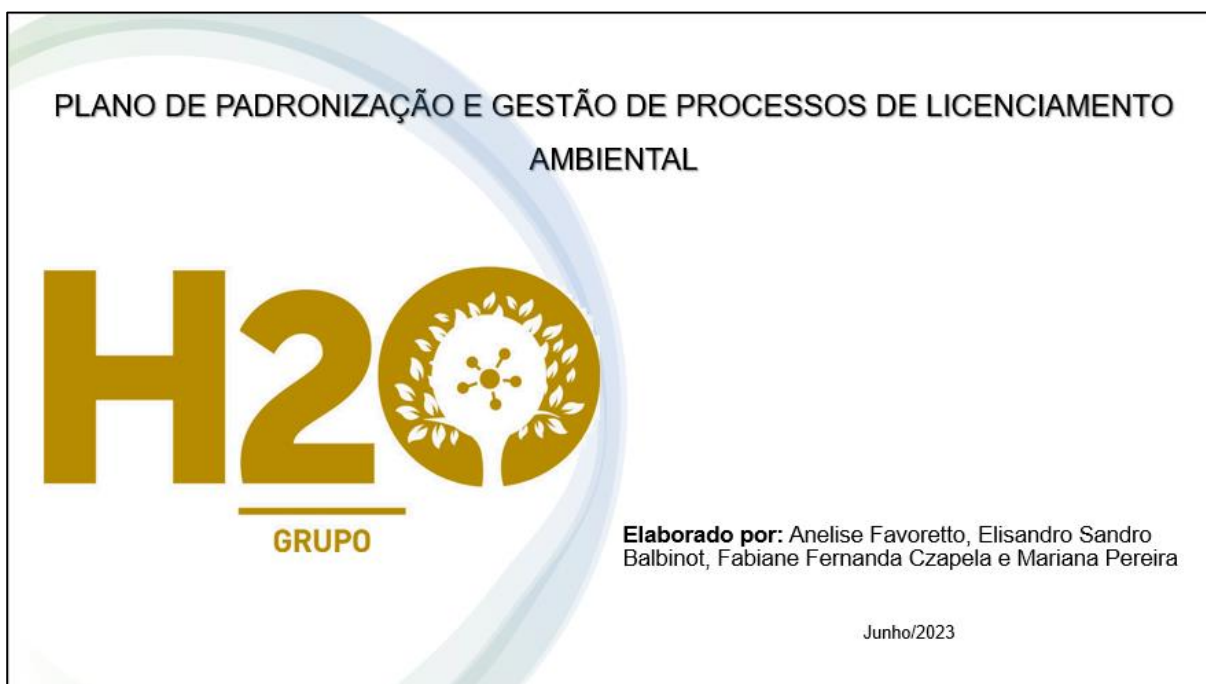 PLANO DE PADRONIZAÇÃO E GESTÃO DE PROCESSOS DE LICENCIAMENTO
AMBIENTAL
H2O
GRUPO
Elaborado por: Anelise Favoretto, Elisandro Sandro
Balbinot, Fabiane Fernanda Czapela e Mariana Pereira
Junho/2023